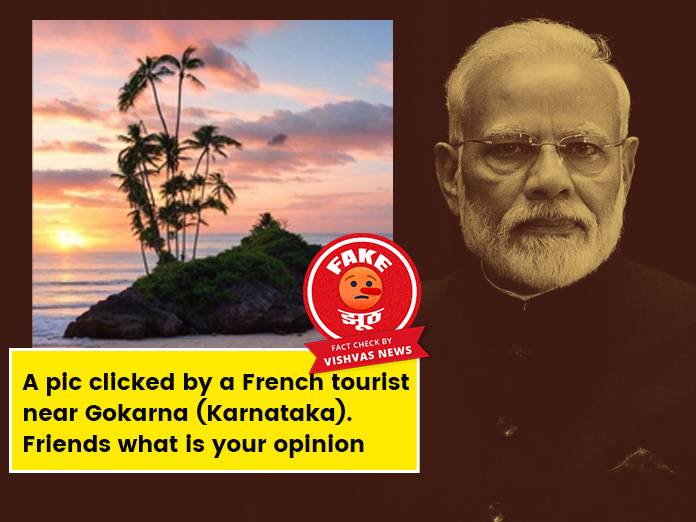 FAKE
झूठ
FACT CHECK BY
VISHVAS NEWS
A pic clicked by a French tourist
near Gokarna (Karnataka).
Friends what is your opinion